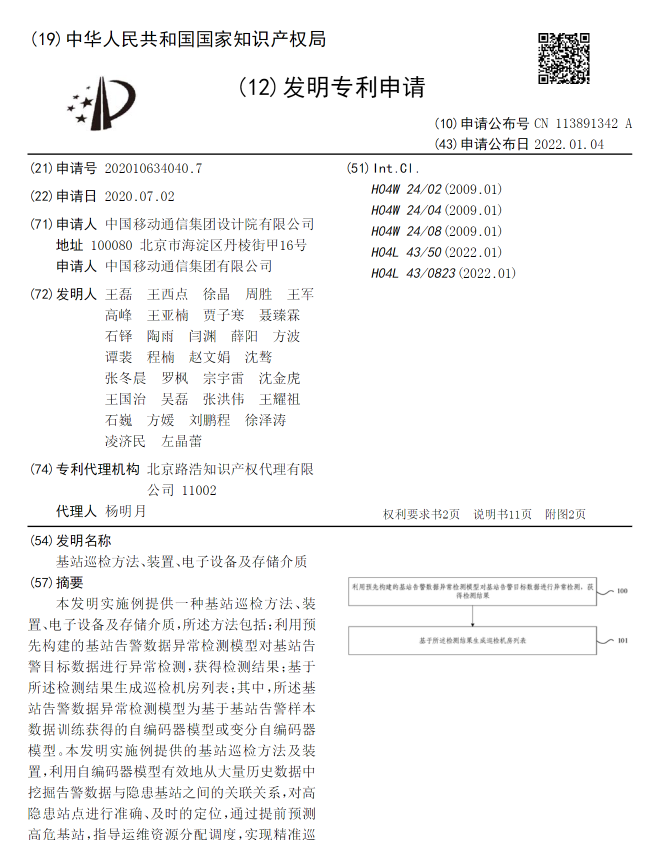 (19)中华人民共和国国家知识产权局
(12)发明专利申请
(10)申请公布号 CN 113891342 A
(43)申请公布日 2022.01.04
(21)申请号 202010634040.7
(22)申请日 2020.07.02
(71)申请人 中国移动通信集团设计院有限公司
地址 100080 北京市海淀区丹棱街甲16号
申请人 中国移动通信集团有限公司
(72)发明人 王磊 王西点 徐晶 周胜 王军
高峰 王亚楠 贾子寒 聂臻霖
石铎 陶雨 闫渊 薛阳 方波
谭裴 程楠 赵文娟 沈骜
张冬晨 罗枫 宗宇雷 沈金虎
王国治 吴磊 张洪伟 王耀祖
石巍 方媛 刘鹏程 徐泽涛
凌济民 左晶蕾
(74)专利代理机构 北京路浩知识产权代理有限
公司 11002
代理人 杨明月
(51)Int.Cl.
H04W 24/02(2009.01)
H04W 24/04(2009.01)
H04W 24/08(2009.01)
H04L 43/50(2022.01)
H04L 43/0823(2022.01)
权利要求书2页 说明书11页 附图2页
(54)发明名称
基站巡检方法、装置、电子设备及存储介质
(57)摘要
本发明实施例提供一种基站巡检方法、装
置、电子设备及存储介质,所述方法包括:利用预
先构建的基站告警数据异常检测模型对基站告
警目标数据进行异常检测,获得检测结果;基于
所述检测结果生成巡检机房列表;其中,所述基
站告警数据异常检测模型为基于基站告警样本
数据训练获得的自编码器模型或变分自编码器
模型。本发明实施例提供的基站巡检方法及装
置,利用自编码器模型有效地从大量历史数据中
挖掘告警数据与隐患基站之间的关联关系,对高
隐患站点进行准确、及时的定位,通过提前预测
高危基站,指导运维资源分配调度,实现精准巡
利用预先构建的基站告警数据异常检测模型对基站告警目标数据进行异常检测,获
得检测结果
100
基于所述检测结果生成巡检机房列表
101